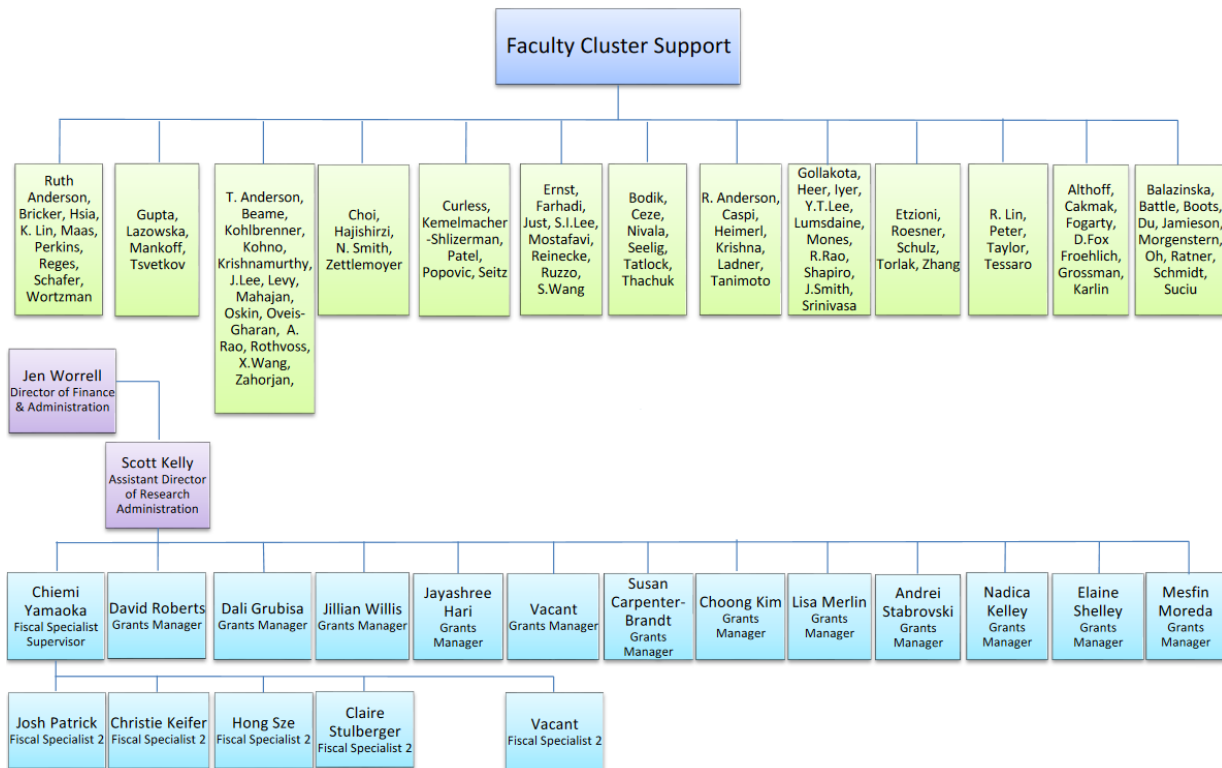 Faculty Cluster Support
Ruth
Anderson,
Bricker, Hsia,
K. Lin, Maas,
Perkins,
Reges,
Schafer,
Wortzman
Gupta,
Lazowska,
Mankoff,
Tsvetkov
T. Anderson,
Beame,
Kohlbrenner,
Kohno,
Krishnamurthy,
J.Lee, Levy,
Mahajan,
Oskin, Oveis-
Gharan, A.
Rao, Rothvoss,
X.Wang,
Zahorjan,
Choi,
Hajishirzi,
N. Smith,
Zettlemoyer
Curless,
Kemelmacher
-Shlizerman,
Patel,
Popovic, Seitz
Ernst,
Farhadi,
Just, S.I.Lee,
Mostafavi,
Reinecke,
Ruzzo,
S.Wang
Bodik,
Ceze,
Nivala,
Seelig,
Tatlock,
Thachuk
R. Anderson,
Caspi,
Heimerl,
Krishna,
Ladner,
Tanimoto
Gollakota,
Heer, Iyer,
Y.T.Lee,
Lumsdaine,
Mones,
R.Rao,
Shapiro,
J.Smith,
Srinivasa
Etzioni,
Roesner,
Schulz,
Torlak, Zhang
R. Lin,
Peter,
Taylor,
Tessaro
Althoff,
Cakmak,
Fogarty,
D.Fox
Froehlich,
Grossman,
Karlin
Balazinska,
Battle, Boots,
Du, Jamieson,
Morgenstern,
Oh, Ratner,
Schmidt,
Suciu
Jen Worrell
Director of Finance
& Administration
Scott Kelly
Assistant Director
of Research
Administration
Chiemi
Yamaoka
Fiscal Specialist
Supervisor
David Roberts
Grants Manager
Dali Grubisa
Grants Manager
Jillian Willis
Grants Manager
Jayashree
Hari
Grants
Manager
Vacant
Grants Manager
Susan
Carpenter-
Brandt
Grants
Manager
Choong Kim
Grants
Manager
Lisa Merlin
Grants
Manager
Andrei
Stabrovski
Grants
Manager
Nadica
Kelley
Grants
Manager
Elaine
Shelley
Grants
Manager
Mesfin
Moreda
Grants
Manager
Josh Patrick
Fiscal Specialist 2
Christie Keifer
Fiscal Specialist 2
Hong Sze
Fiscal Specialist 2
Claire
Stulberger
Fiscal Specialist 2
Vacant
Fiscal Specialist 2